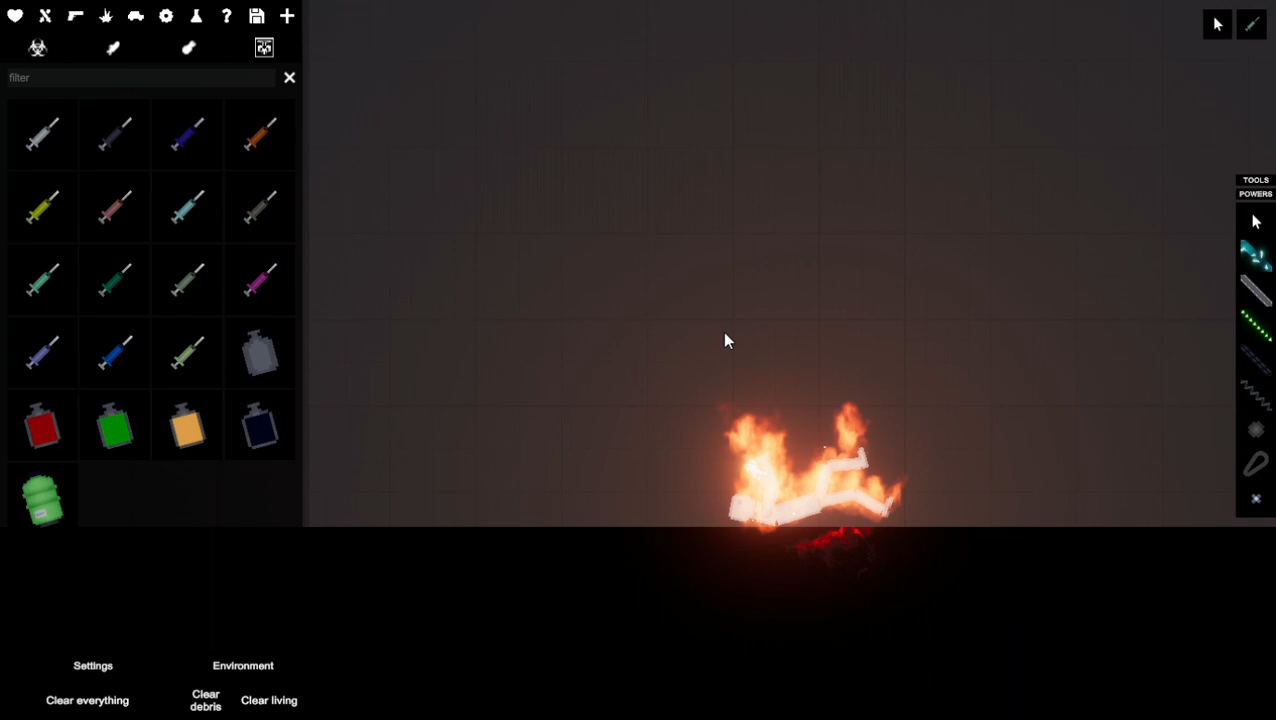 filter
TOOLS
POWERS
Settings
Environment
Clear everything
Clear
debris
Clear living